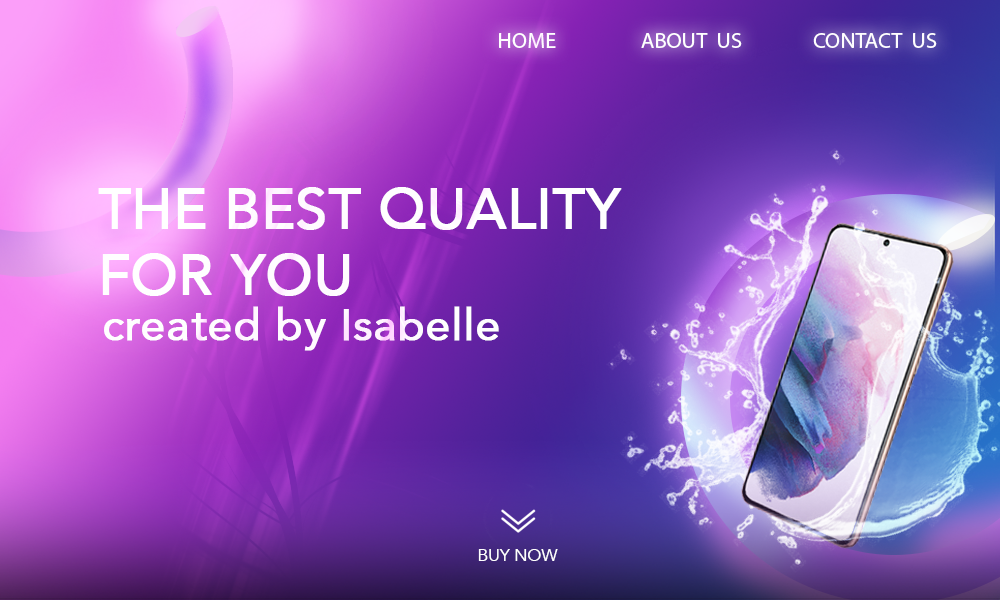 HOME ABOUT US CONTACT US
THE BEST QUALITY
FOR YOU
created by Isabelle
BUY NOW